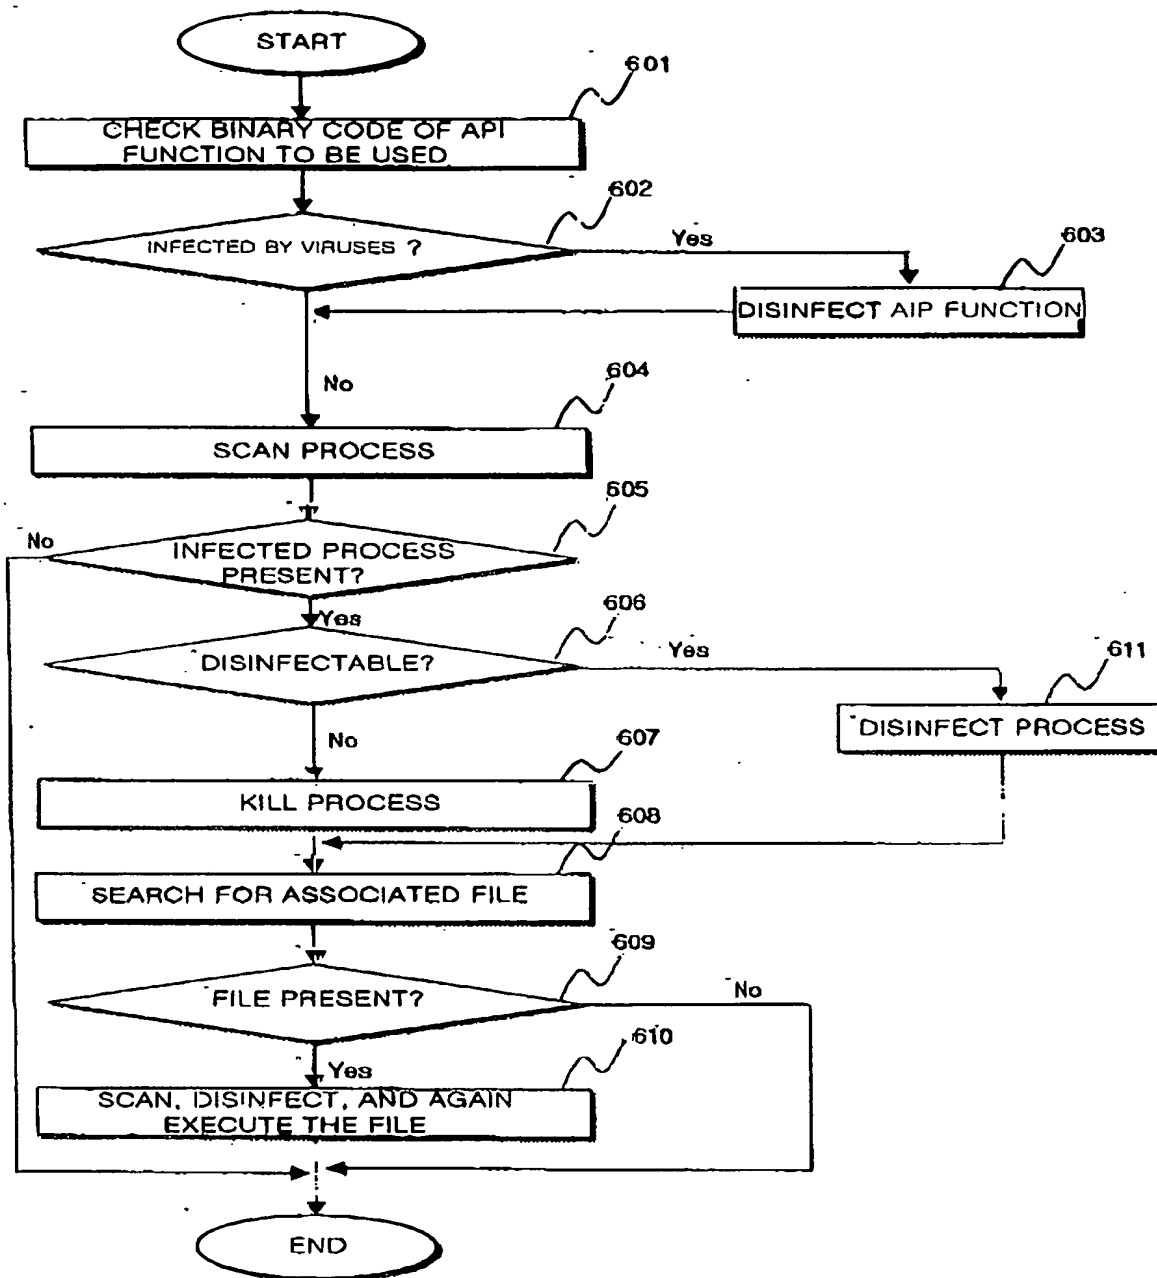 START
601
CHECK BINARY CODE OF API
FUNCTION TO BE USED
602
INFECTED BY VIRUSES ?
Yes
603
DISINFECT AIP FUNCTION
No
604
SCAN PROCESS
605
No
INFECTED PROCESS
PRESENT?
Yes
606
DISINFECTABLE?
Yes
611
DISINFECT PROCESS
No
607
KILL PROCESS
608
SEARCH FOR ASSOCIATED FILE
609
FILE PRESENT?
No
610
Yes
SCAN, DISINFECT, AND AGAIN
EXECUTE THE FILE
END